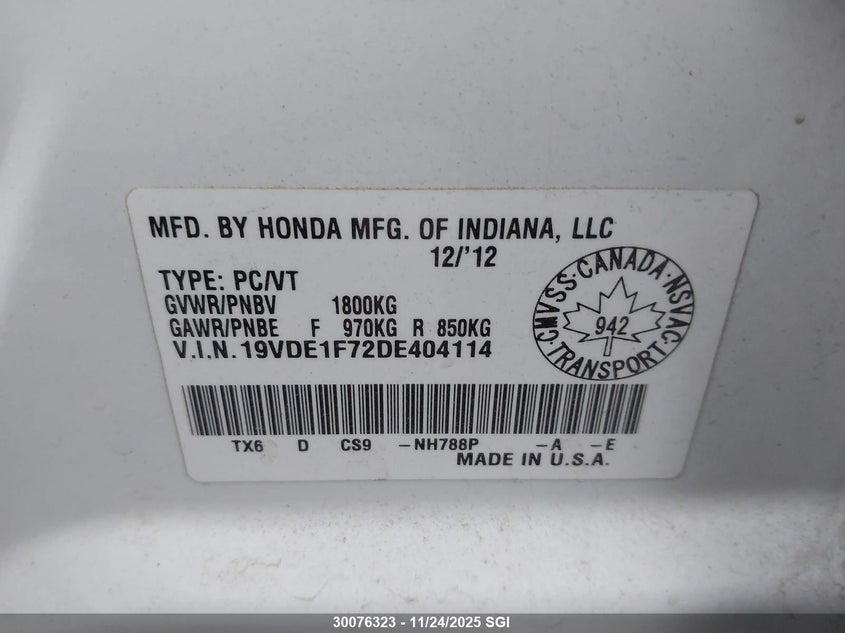 MFD. BY HONDA MFG. OF INDIANA, LLC
12/'12
TYPE: PC/VT
GVWR/PNBV 1800KG
GAWR/PNBE F 970KG R 850KG
V.I.N. 19VDE1F72DE404114
CMVSS·CANADA·NSVAC
942
TRANSPORT
TX6 D CS9 -NH788P -A -E
MADE IN U.S.A.
30076323 - 11/24/2025 SGI